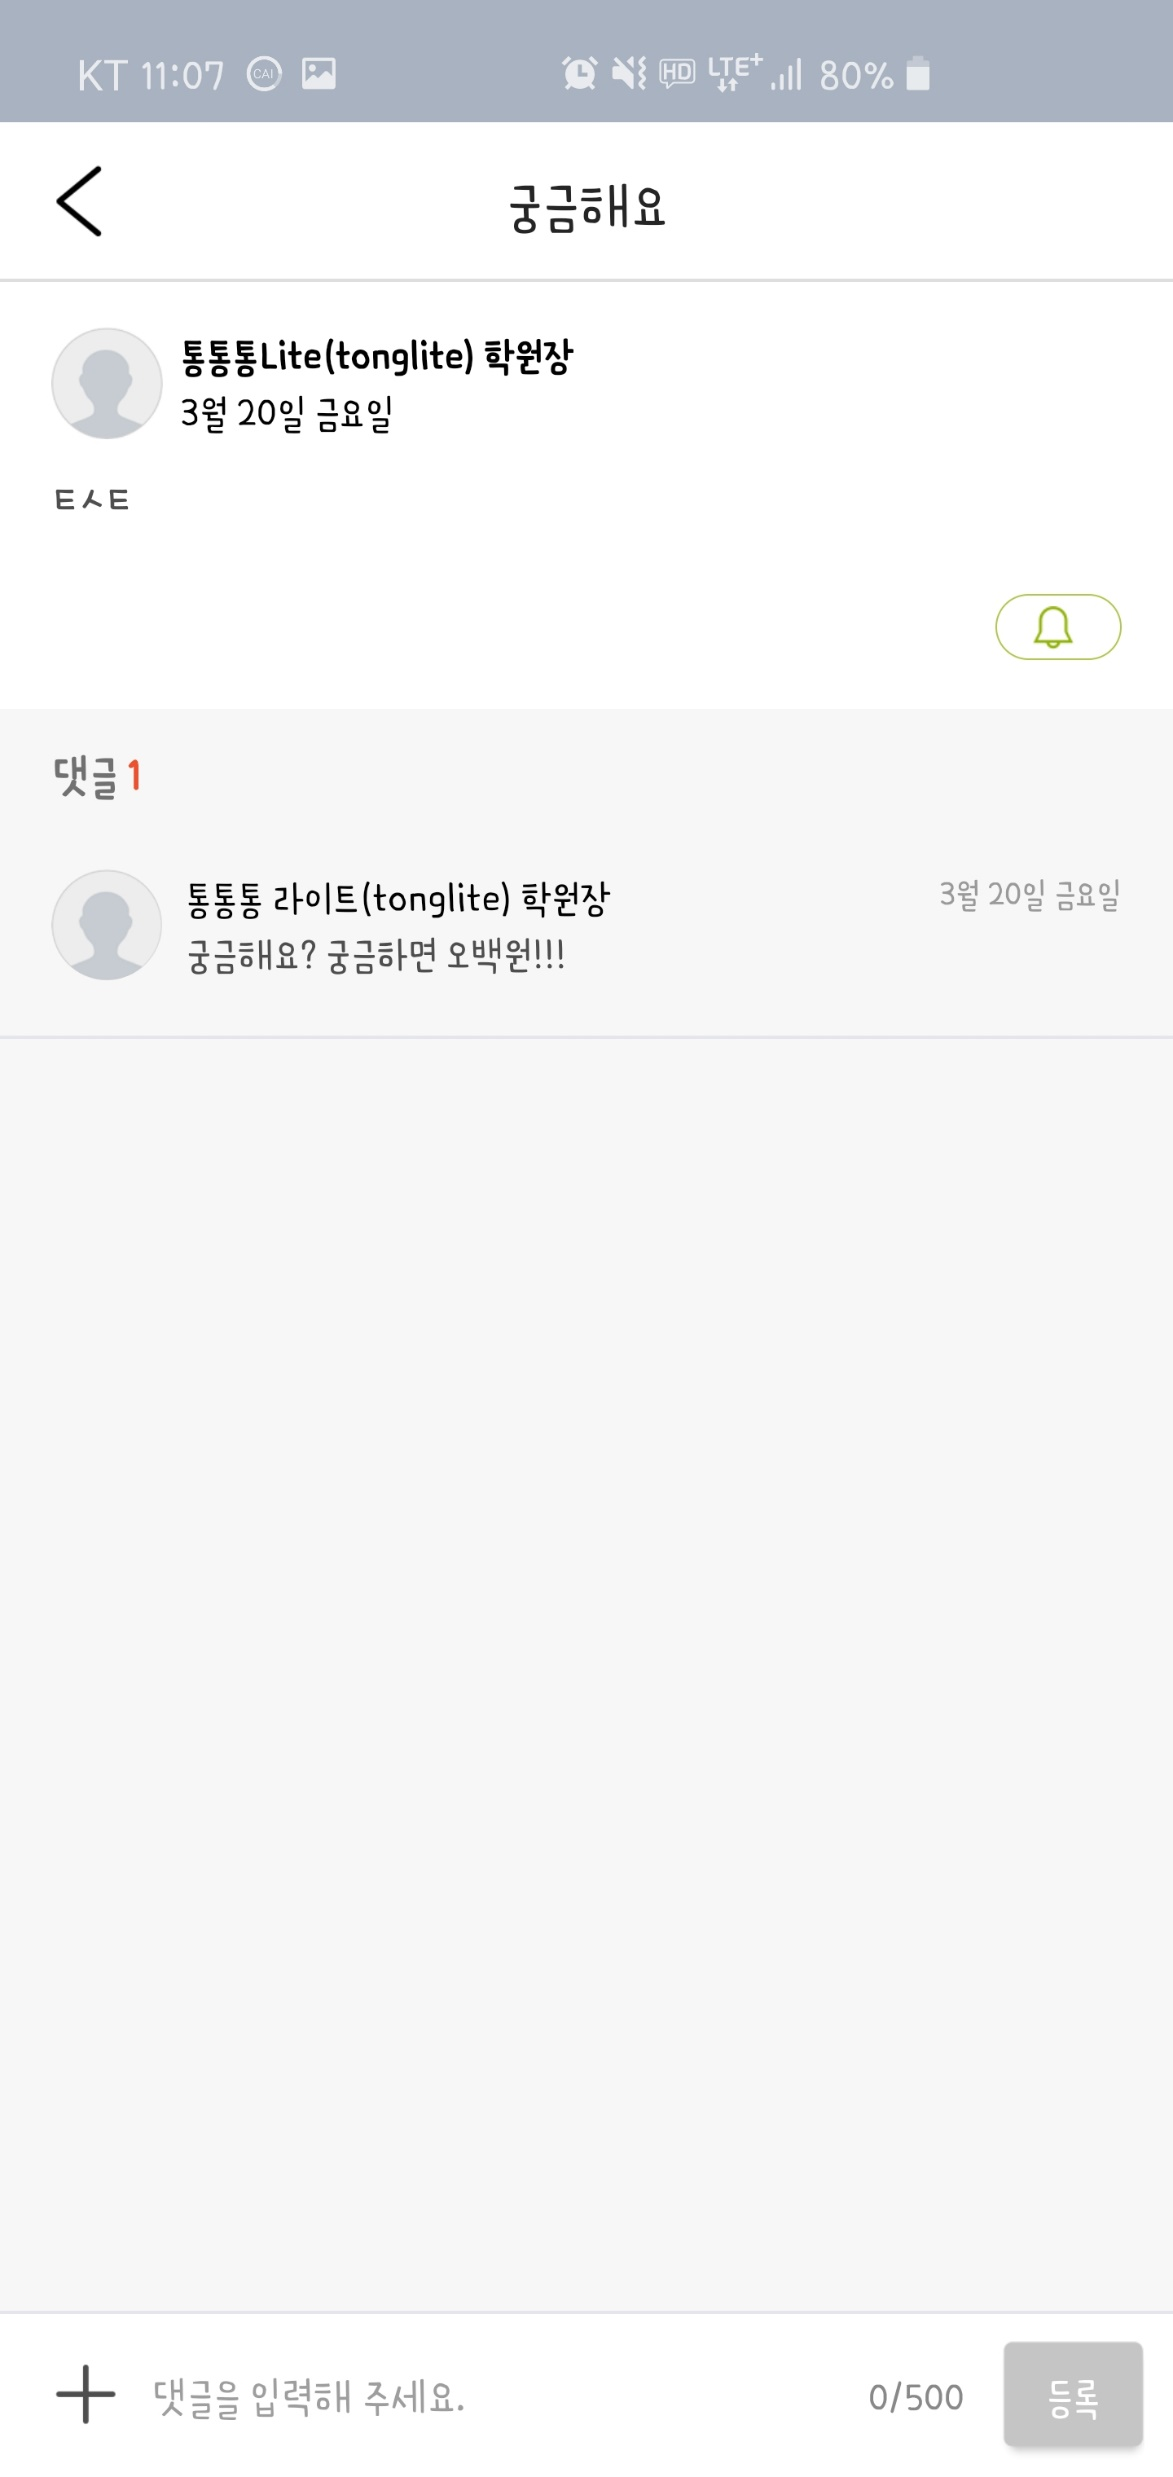 KT 11:07 CAI HD LTE+ 80%
궁금해요
통통통Lite(tonglite) 학원장
3월 20일 금요일
ㅌㅅㅌ
댓글 1
통통통 라이트(tonglite) 학원장 3월 20일 금요일
궁금해요? 궁금하면 오백원!!!
댓글을 입력해 주세요. 0/500 등록